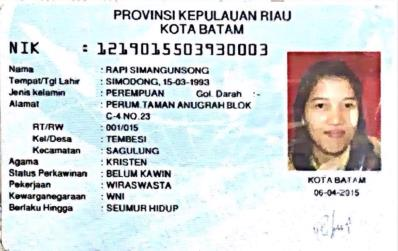 PROVINSI KEPULAUAN RIAU
KOTA BATAM
NIK : 1219015503930003
Nama : RAPI SIMANGUNSONG
Tempat/Tgl Lahir : SIMODONG, 15-03-1993
Jenis kelamin : PEREMPUAN Gol. Darah : -
Alamat : PERUM.TAMAN ANUGRAH BLOK
C-4 NO.23
RT/RW : 001/015
Kel/Desa : TEMBESI
Kecamatan : SAGULUNG
Agama : KRISTEN
Status Perkawinan : BELUM KAWIN
Pekerjaan : WIRASWASTA
Kewarganegaraan : WNI
Berlaku Hingga : SEUMUR HIDUP
KOTA BATAM
06-04-2015